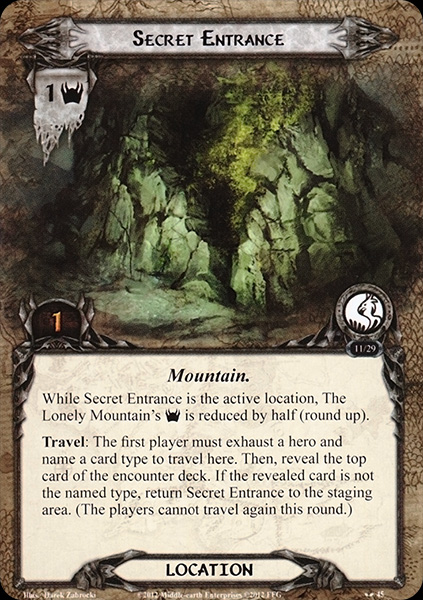 Secret Entrance
1
1
11/29
Mountain.
While Secret Entrance is the active location, The
Lonely Mountain's is reduced by half (round up).
Travel: The first player must exhaust a hero and
name a card type to travel here. Then, reveal the top
card of the encounter deck. If the revealed card is not
the named type, return Secret Entrance to the staging
area. (The players cannot travel again this round.)
LOCATION
Illus. Darek Zabrocki ©2012 Middle-earth Enterprises ©2012 FFG 45